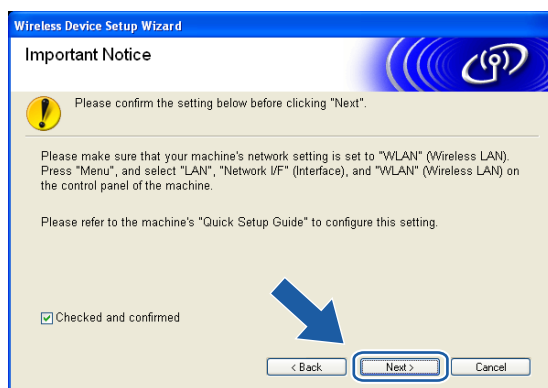 Wireless Device Setup Wizard
Important Notice
Please confirm the setting below before clicking "Next".
Please make sure that your machine's network setting is set to "WLAN" (Wireless LAN).
Press "Menu", and select "LAN", "Network I/F" (Interface), and "WLAN" (Wireless LAN) on
the control panel of the machine.
Please refer to the machine's "Quick Setup Guide" to configure this setting.
Checked and confirmed
< Back
Next >
Cancel